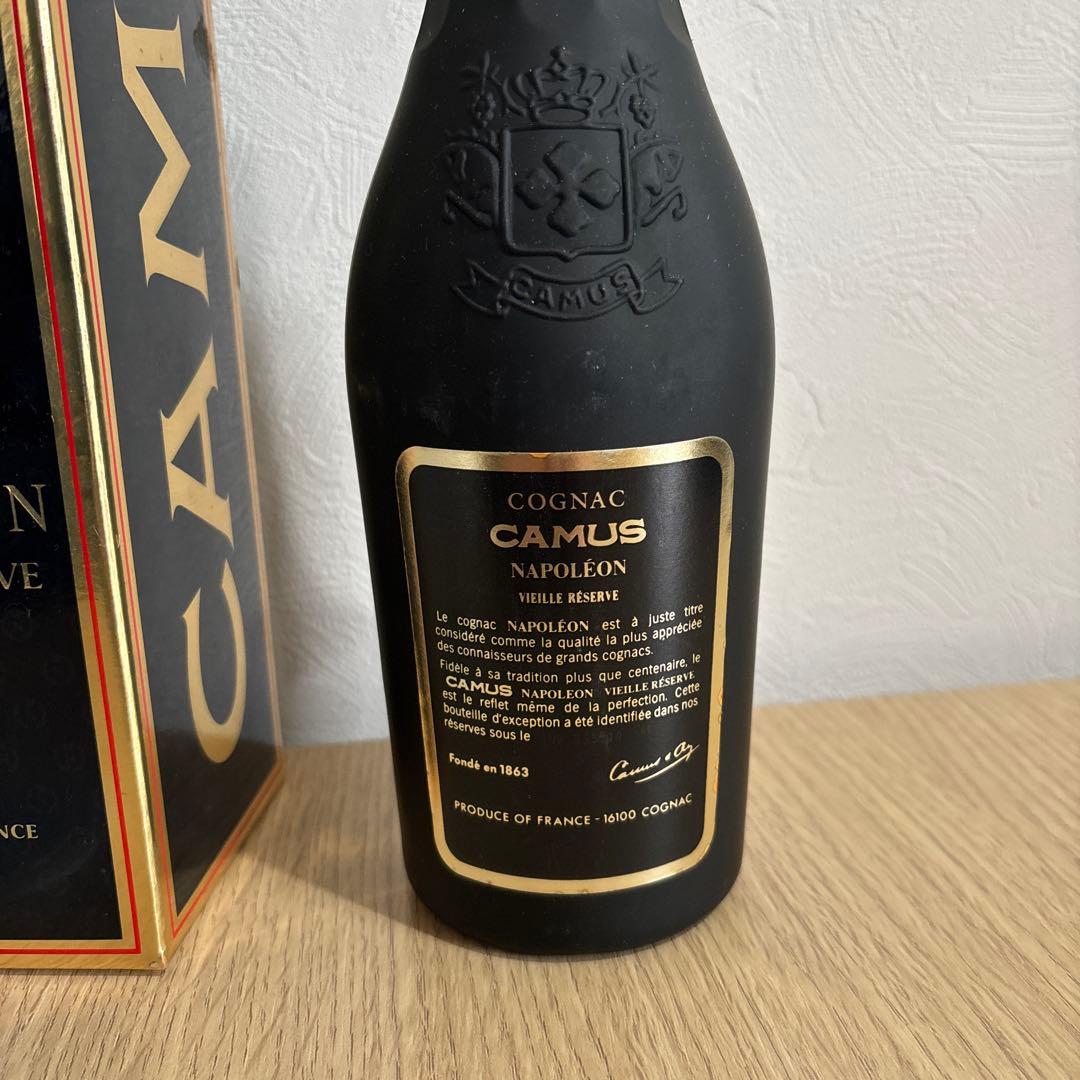 CAM
N
VE
NCE
CAMUS
COGNAC
CAMUS
NAPOLÉON
VIEILLE RÉSERVE
Le cognac NAPOLÉON est à juste titre
considéré comme la qualité la plus appréciée
des connaisseurs de grands cognacs.
Fidèle à sa tradition plus que centenaire, le
CAMUS NAPOLEON VIEILLE RÉSERVE
est le reflet même de la perfection. Cette
bouteille d'exception a été identifiée dans nos
réserves sous le
Fondé en 1863
Camus & Cy
PRODUCE OF FRANCE - 16100 COGNAC